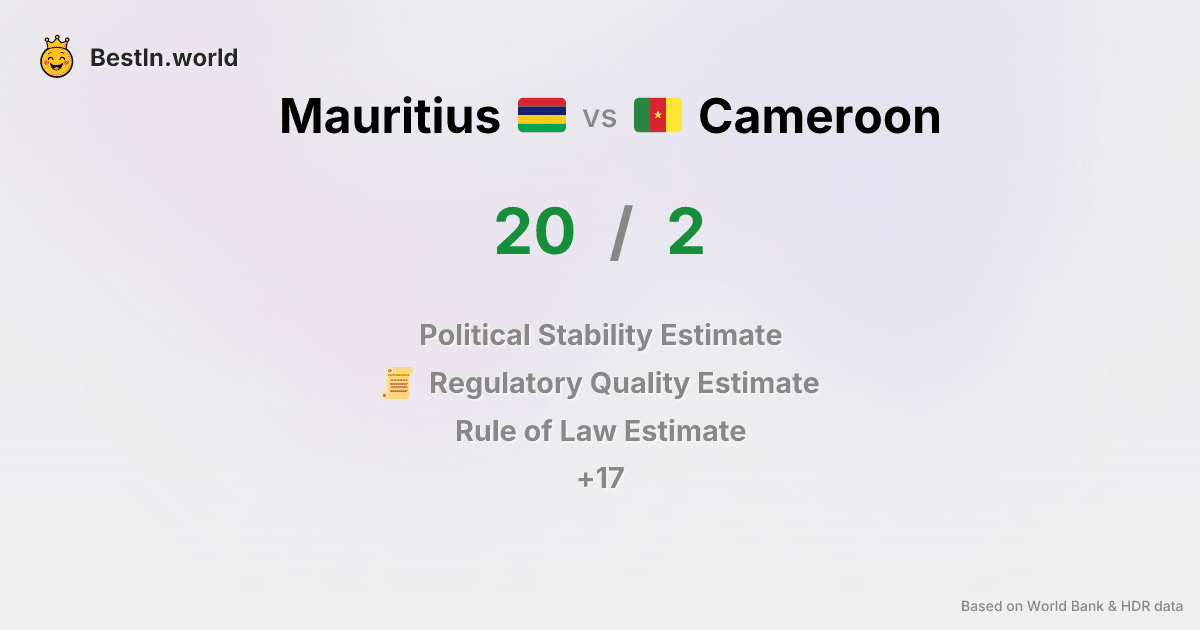 BestIn.world
Mauritius vs Cameroon
20 / 2
Political Stability Estimate
Regulatory Quality Estimate
Rule of Law Estimate
+17
Based on World Bank & HDR data